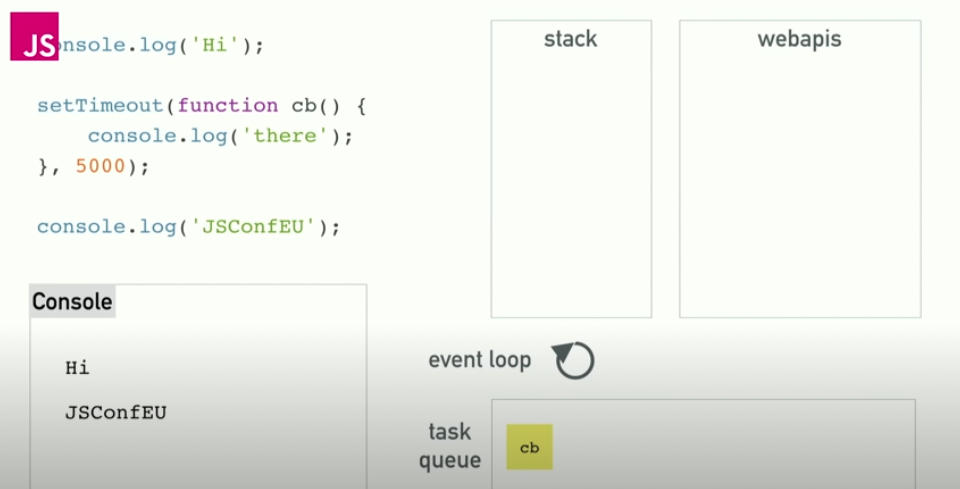 JS
onsole.log('Hi');
setTimeout(function cb() {
    console.log('there');
}, 5000);
console.log('JSConfEU');
Console
Hi
JSConfEU
stack
webapis
event loop
task
queue
cb